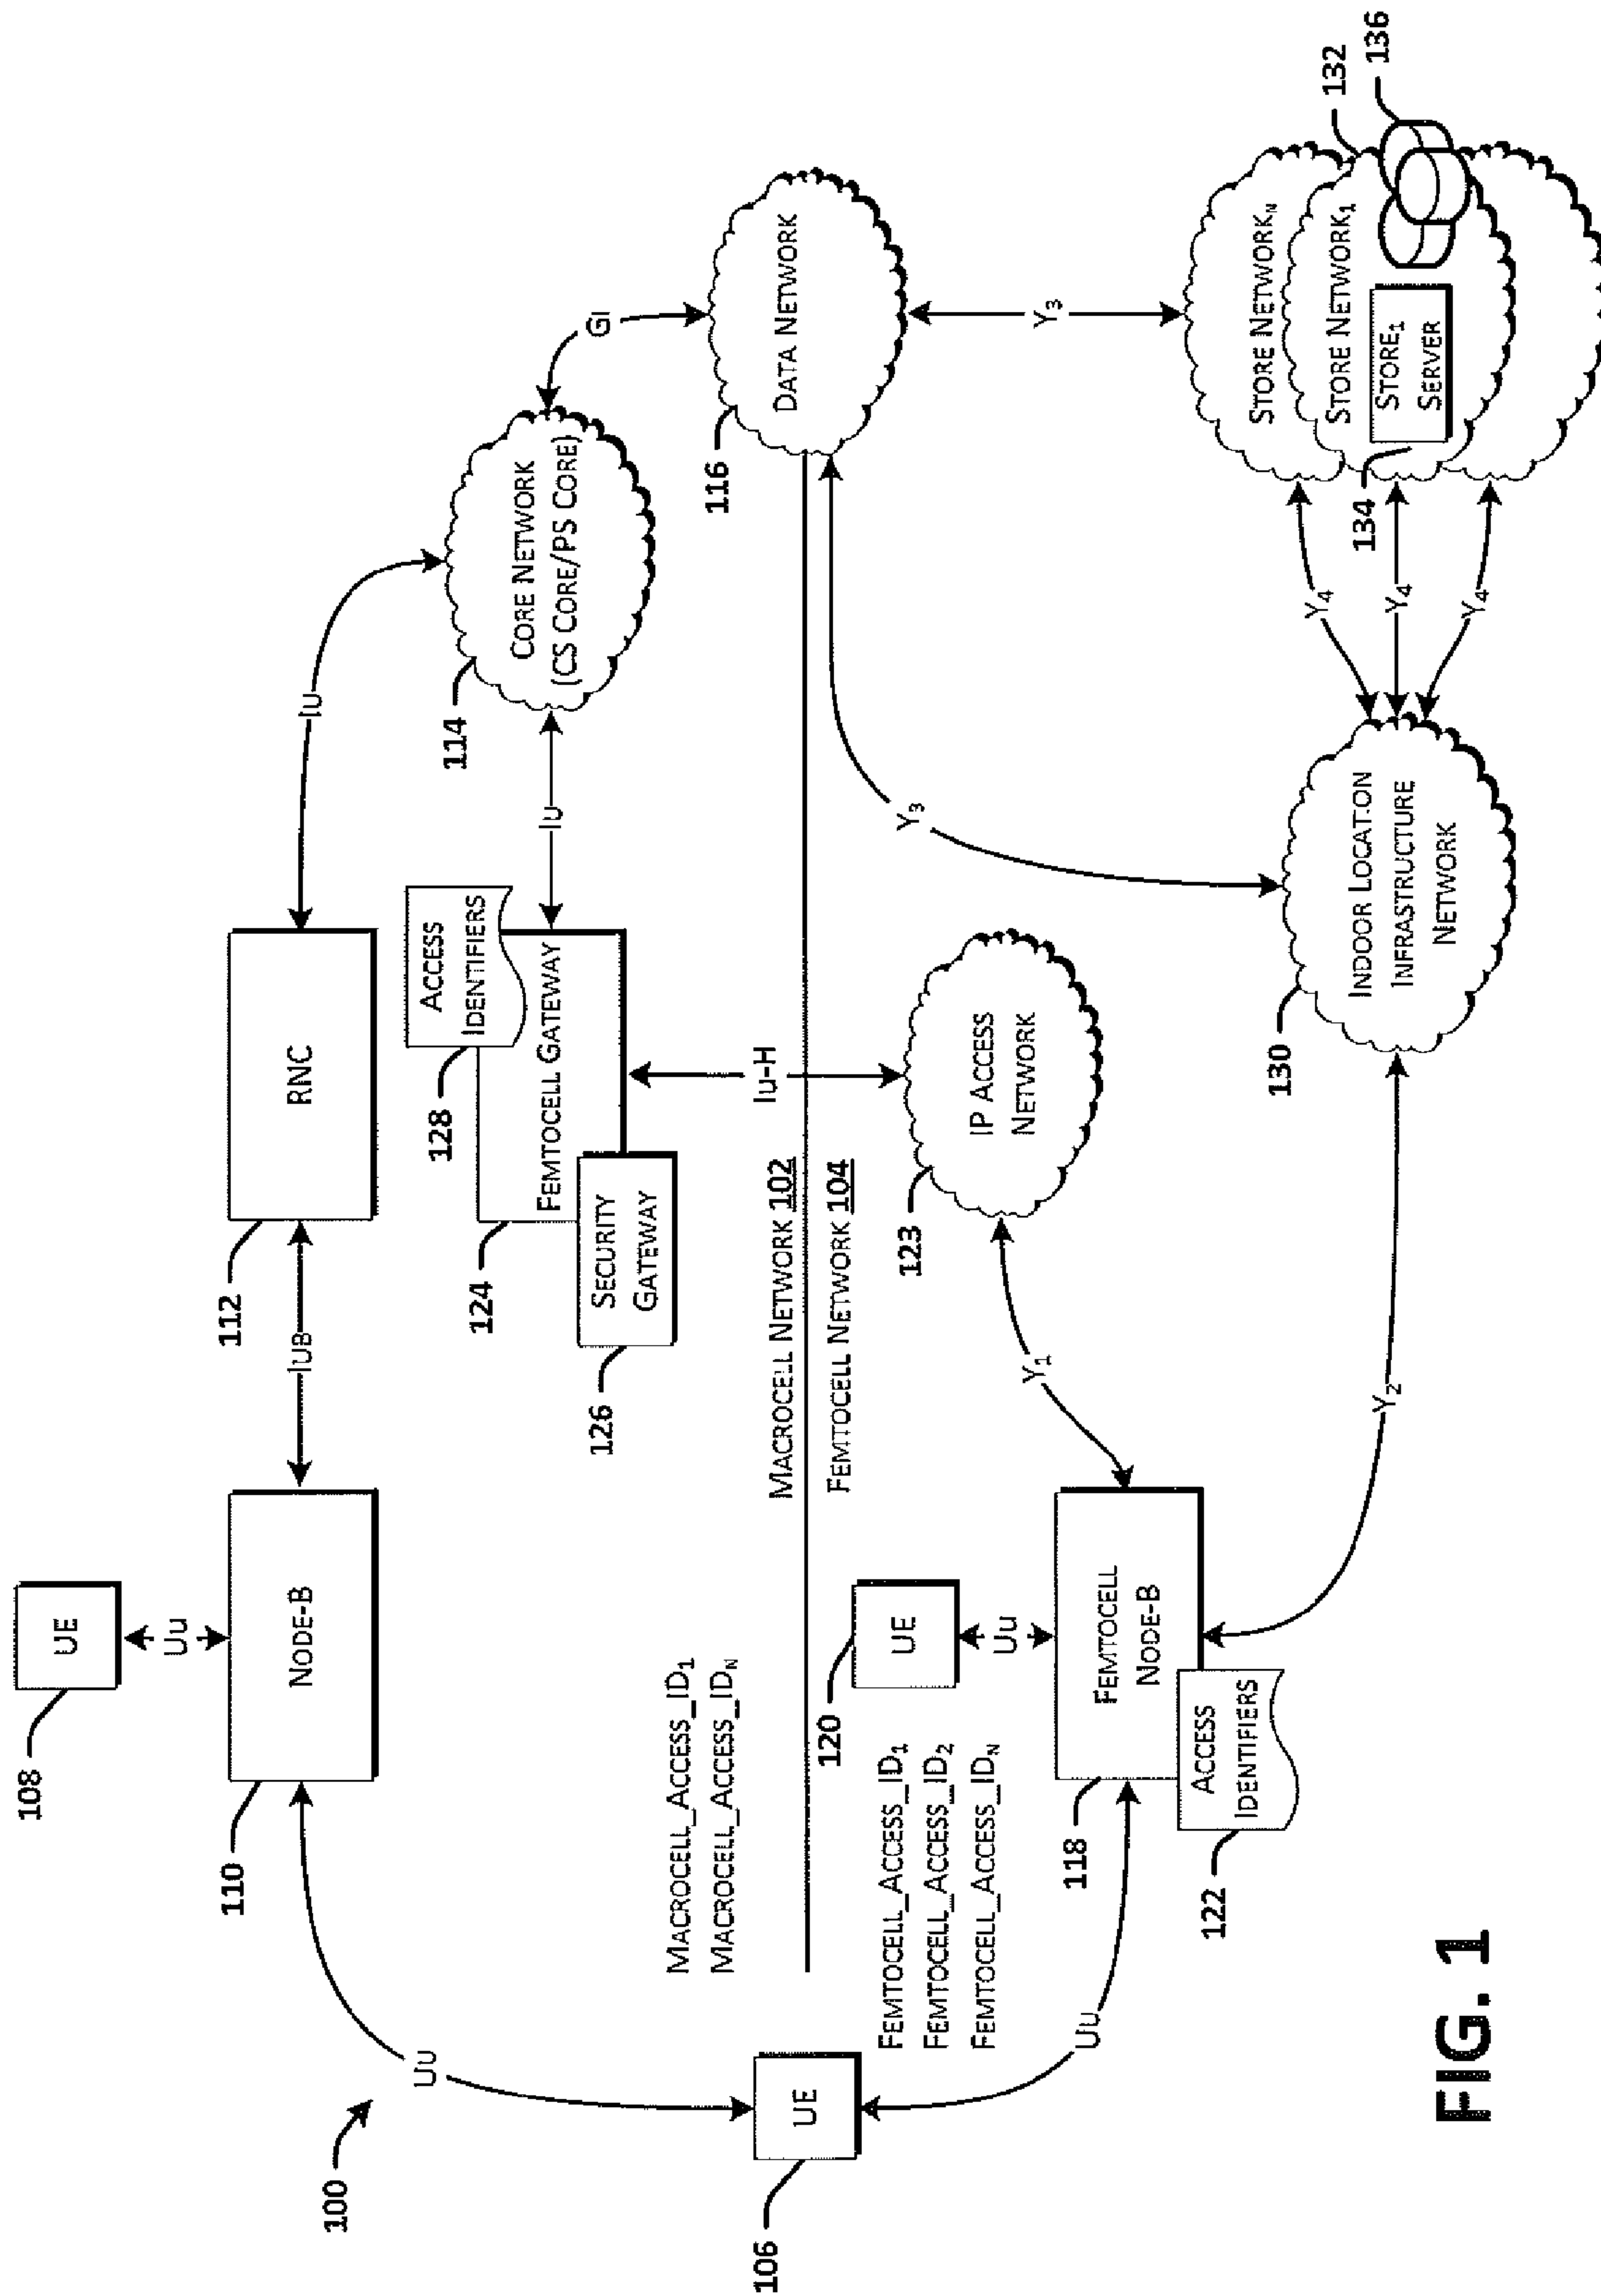 100
108
UE
Uu
110
NODE-B
IUB
112
RNC
IU
Uu
128
ACCESS
IDENTIFIERS
124
FEMTOCELL GATEWAY
126
SECURITY
GATEWAY
IU
114
CORE NETWORK
(CS CORE/PS CORE)
GI
MACROCELL_ACCESS_ID1
MACROCELL_ACCESS_IDN
MACROCELL NETWORK 102
IU-H
116
DATA NETWORK
106
UE
FEMTOCELL NETWORK 104
FEMTOCELL_ACCESS_ID1
FEMTOCELL_ACCESS_ID2
FEMTOCELL_ACCESS_IDN
120
UE
Uu
Uu
118
FEMTOCELL
NODE-B
122
ACCESS
IDENTIFIERS
Y1
123
IP ACCESS
NETWORK
Y3
Y3
Y2
130
INDOOR LOCATION
INFRASTRUCTURE
NETWORK
Y4
Y4
Y4
STORE NETWORKN
STORE NETWORK1
132
134
STORE1
SERVER
136
FIG. 1